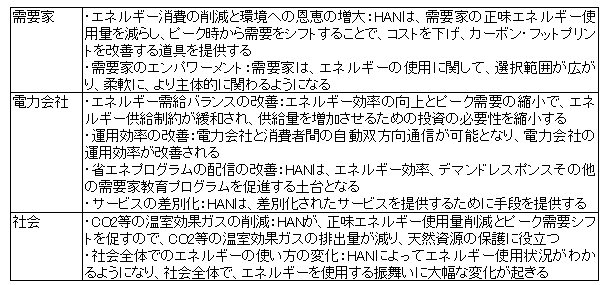 需要家
・エネルギー消費の削減と環境への恩恵の増大：HANは、需要家の正味エネルギー使
用量を減らし、ピーク時から需要をシフトすることで、コストを下げ、カーボン・フットプリント
を改善する道具を提供する
・需要家のエンパワーメント：需要家は、エネルギーの使用に関して、選択範囲が広が
り、柔軟に、より主体的に関わるようになる
電力会社
・エネルギー需給バランスの改善：エネルギー効率の向上とピーク需要の縮小で、エネ
ルギー供給制約が緩和され、供給量を増加させるための投資の必要性を縮小する
・運用効率の改善：電力会社と消費者間の自動双方向通信が可能となり、電力会社の
運用効率が改善される
・省エネプログラムの配信の改善：HANは、エネルギー効率、デマンドレスポンスその他
の需要家教育プログラムを促進する土台となる
・サービスの差別化：HANは、差別化されたサービスを提供するために手段を提供する
社会
・CO2等の温室効果ガスの削減：HANが、正味エネルギー使用量削減とピーク需要シフ
トを促すので、CO2等の温室効果ガスの排出量が減り、天然資源の保護に役立つ
・社会全体でのエネルギーの使い方の変化：HANによってエネルギー使用状況がわか
るようになり、社会全体で、エネルギーを使用する振舞いに大幅な変化が起きる